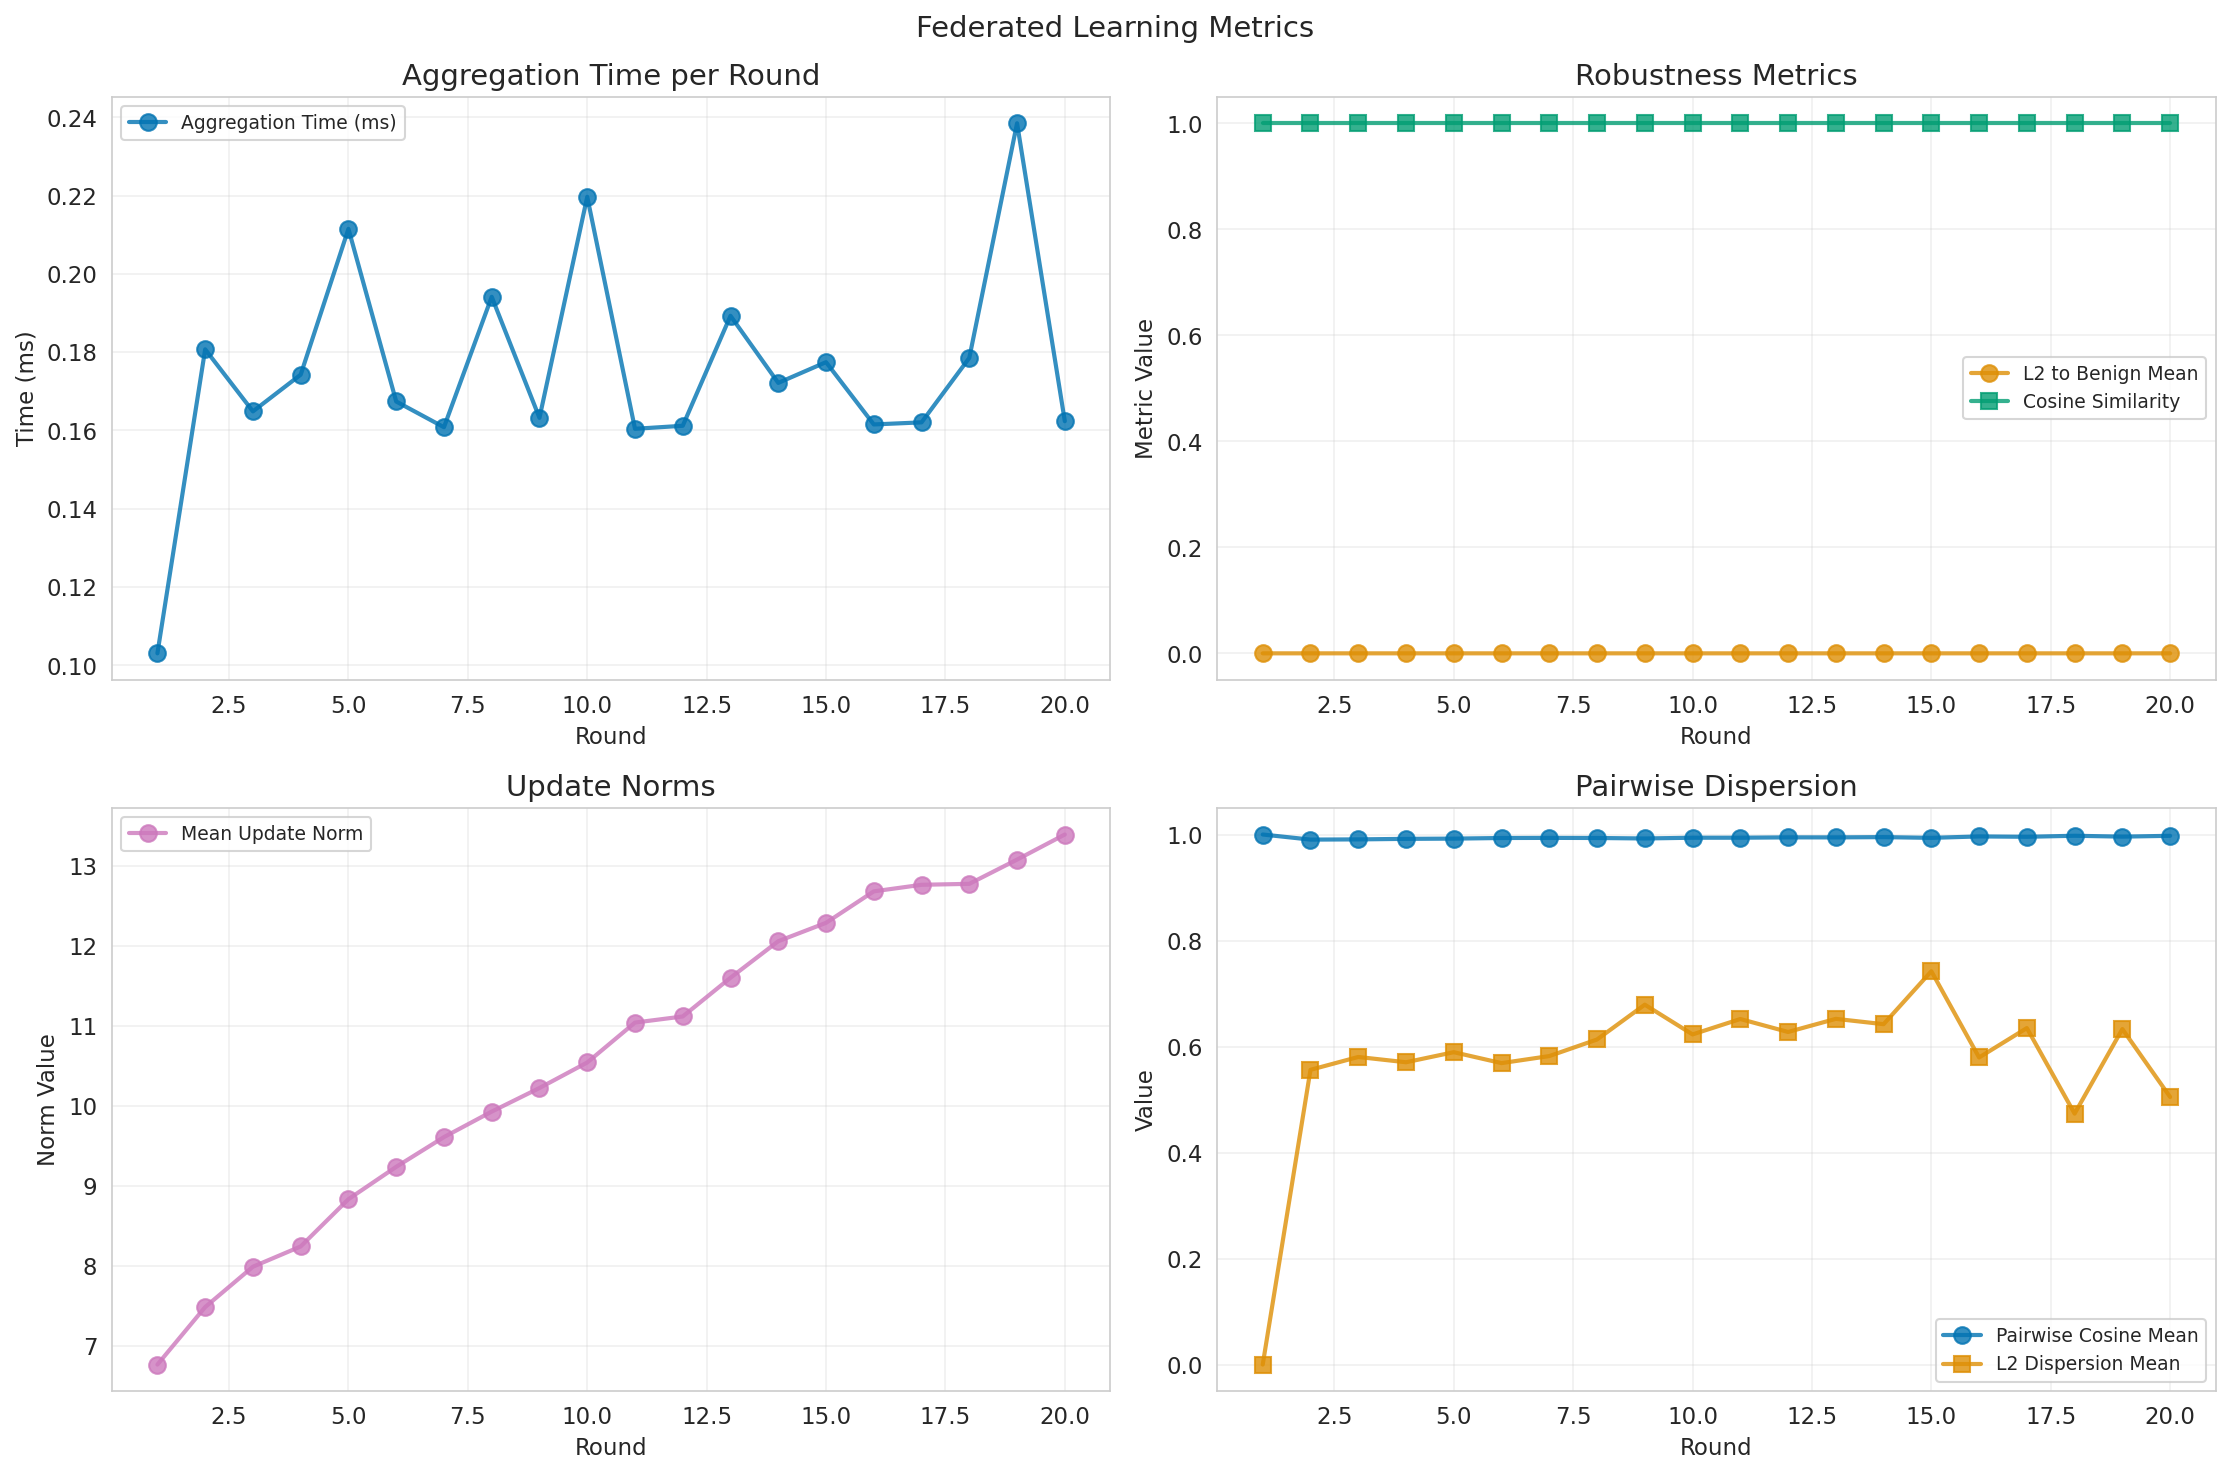 Federated Learning Metrics
Aggregation Time per Round
Aggregation Time (ms)
Time (ms)
0.24
0.22
0.20
0.18
0.16
0.14
0.12
0.10
2.5 5.0 7.5 10.0 12.5 15.0 17.5 20.0
Round
Robustness Metrics
L2 to Benign Mean
Cosine Similarity
Metric Value
1.0
0.8
0.6
0.4
0.2
0.0
2.5 5.0 7.5 10.0 12.5 15.0 17.5 20.0
Round
Update Norms
Mean Update Norm
Norm Value
13
12
11
10
9
8
7
2.5 5.0 7.5 10.0 12.5 15.0 17.5 20.0
Round
Pairwise Dispersion
Value
1.0
0.8
0.6
0.4
0.2
0.0
Pairwise Cosine Mean
L2 Dispersion Mean
2.5 5.0 7.5 10.0 12.5 15.0 17.5 20.0
Round